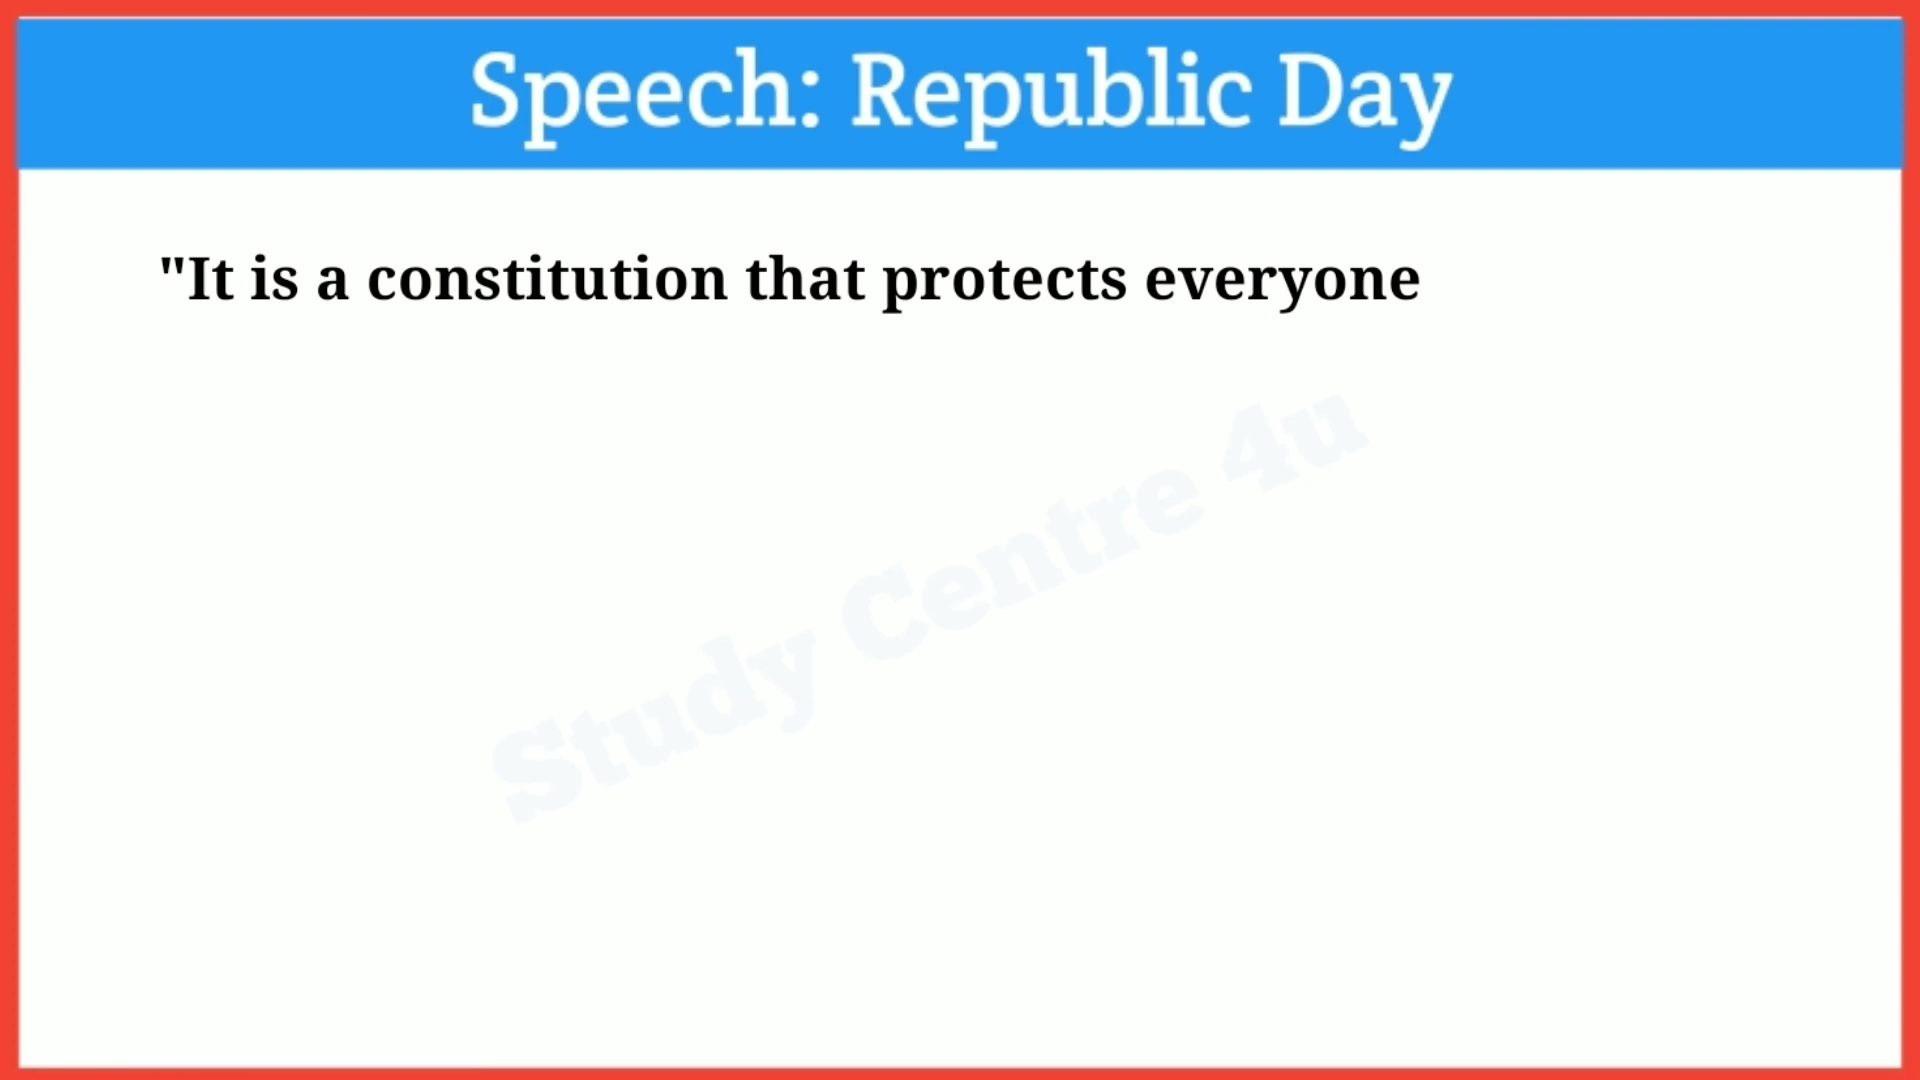 Speech: Republic Day
"It is a constitution that protects everyone
Study Centre 4u